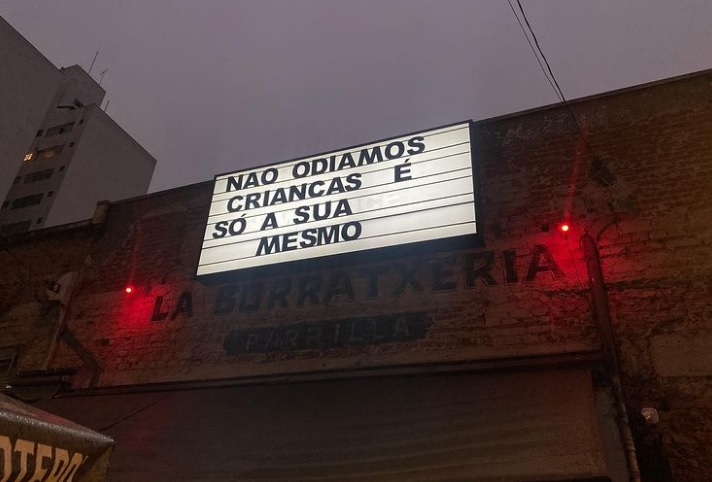 NAO ODIAMOS
CRIANCAS É
SÓ A SUA
MESMO
LA BORRATXERIA
PARRILLA